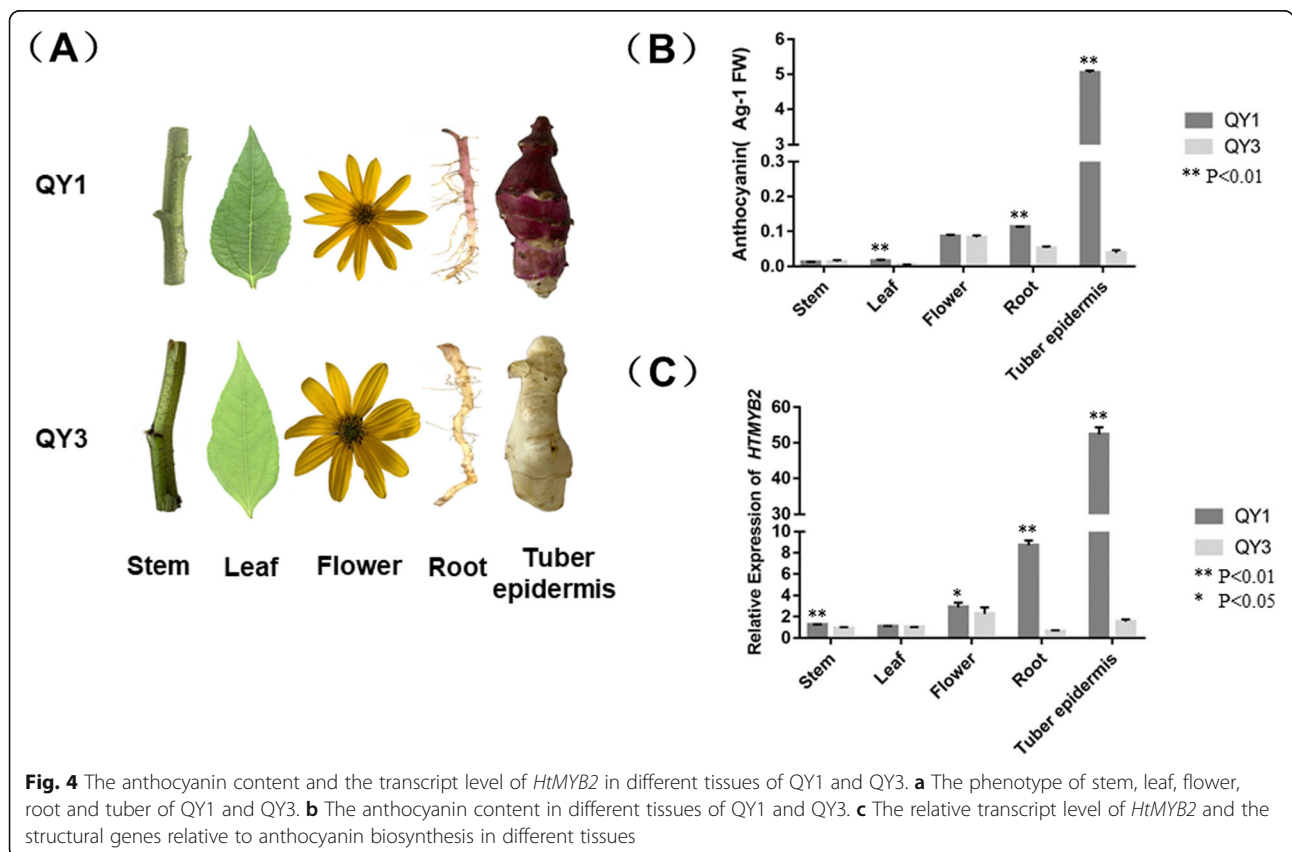 （A）
QY1
QY3
Stem Leaf Flower Root Tuber epidermis
（B）
Anthocyanin( Ag-1 FW)
6
5
4
3
0.3
0.2
0.1
0.0
** ** **
**
Stem Leaf Flower Root Tuber epidermis
QY1
QY3
** P<0.01
（C）
Relative Expression of HTMYB2
60
50
40
30
10
8
6
4
2
0
** * ** **
Stem Leaf Flower Root Tuber epidermis
QY1
QY3
** P<0.01
* P<0.05
Fig. 4 The anthocyanin content and the transcript level of HtMYB2 in different tissues of QY1 and QY3. a The phenotype of stem, leaf, flower,
root and tuber of QY1 and QY3. b The anthocyanin content in different tissues of QY1 and QY3. c The relative transcript level of HtMYB2 and the
structural genes relative to anthocyanin biosynthesis in different tissues